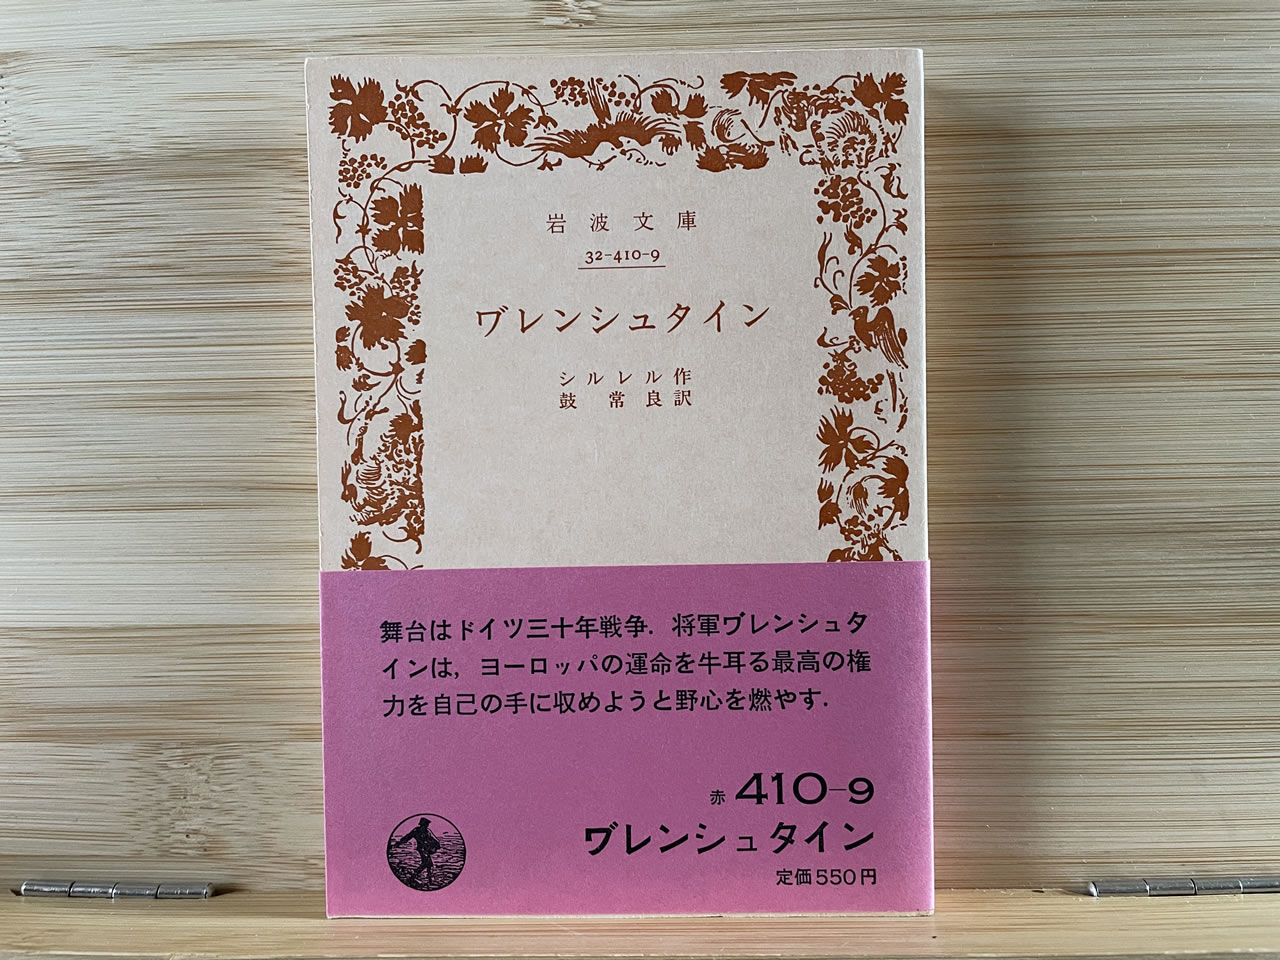 岩波文庫
32-410-9
ヷレンシュタイン
シルレル作
鼓常良訳
舞台はドイツ三十年戦争．将軍ヷレンシュタ
インは，ヨーロッパの運命を牛耳る最高の権
力を自己の手に収めようと野心を燃やす．
赤 410-9
ヷレンシュタイン
定価550円